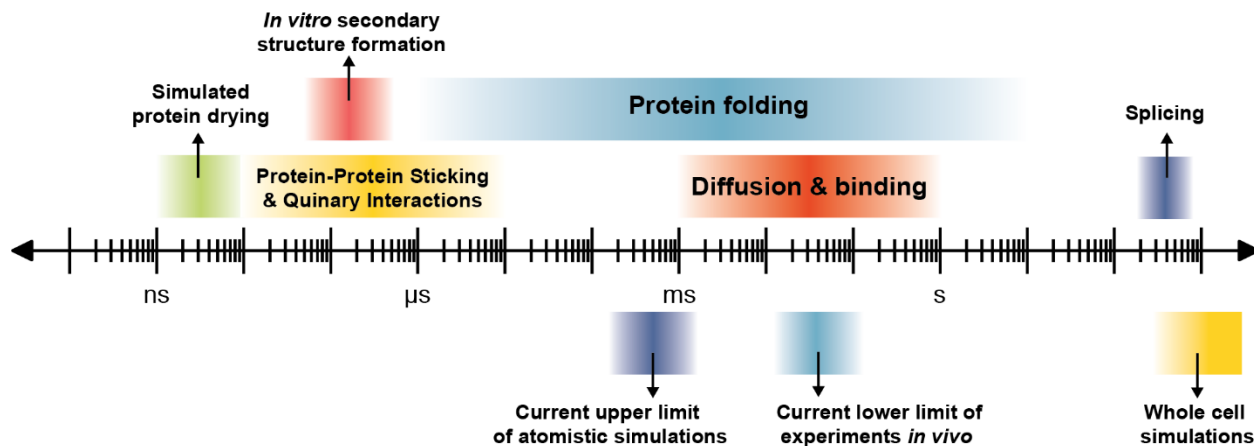 In vitro secondary
structure formation
Simulated
protein drying
Protein folding
Splicing
Protein-Protein Sticking
& Quinary Interactions
Diffusion & binding
ns
µs
ms
s
Current upper limit
of atomistic simulations
Current lower limit of
experiments in vivo
Whole cell
simulations